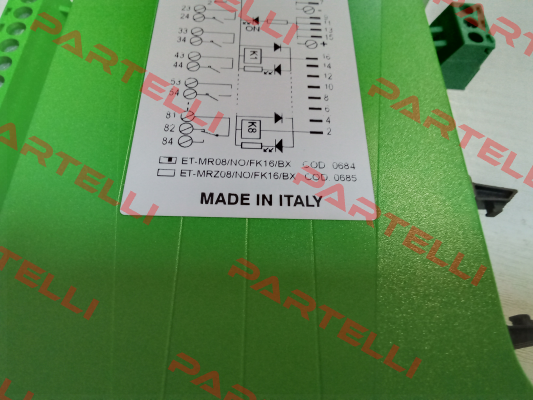 23
24
33
34
43
44
53
54
81
82
84
ON
K1
K8
15
+
16
14
12
10
8
6
4
2
ET-MR08/NO/FK16/BX COD. 0684
ET-MRZ08/NO/FK16/BX COD. 0685
MADE IN ITALY
PARTELLI
PARTELLI
PARTELLI
PARTELLI
PARTELLI
PARTELLI